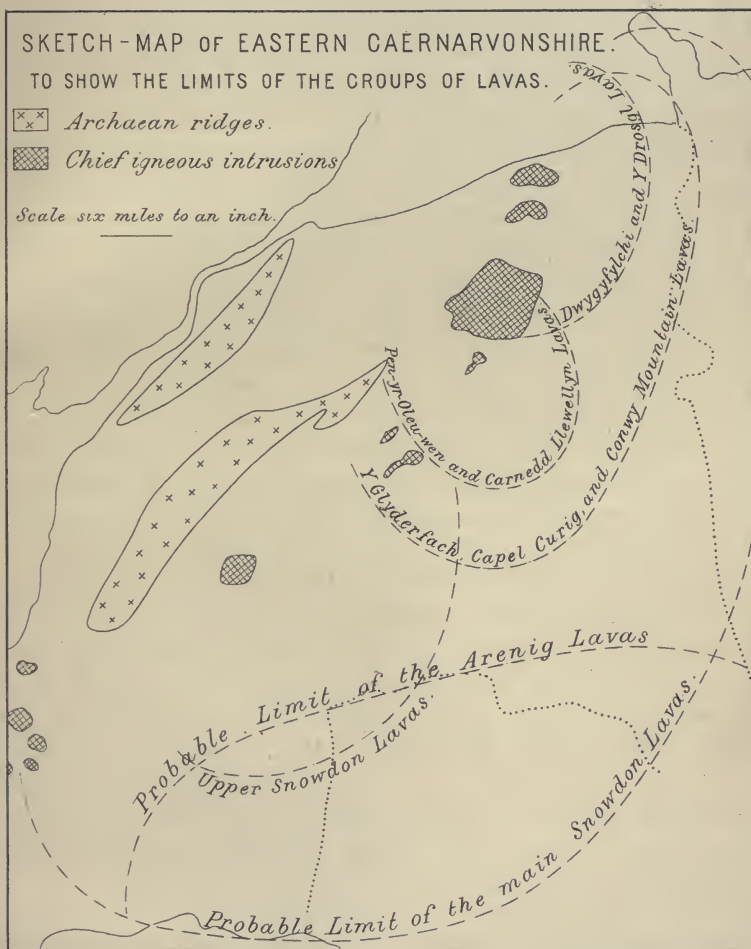 SKETCH-MAP OF EASTERN CAERNARVONSHIRE.
TO SHOW THE LIMITS OF THE GROUPS OF LAVAS.
Archaean ridges.
Chief igneous intrusions
Scale six miles to an inch.
Dwygyfylchi and Y Drosgl Lavas
Pen-yr-Oleu-wen and Carnedd Llewellyn Lavas.
Y Glyderfach, Capel Curig, and Conwy Mountain Lavas.
Probable Limit of the Arenig Lavas
Upper Snowdon Lavas.
Probable Limit of the main Snowdon Lavas.